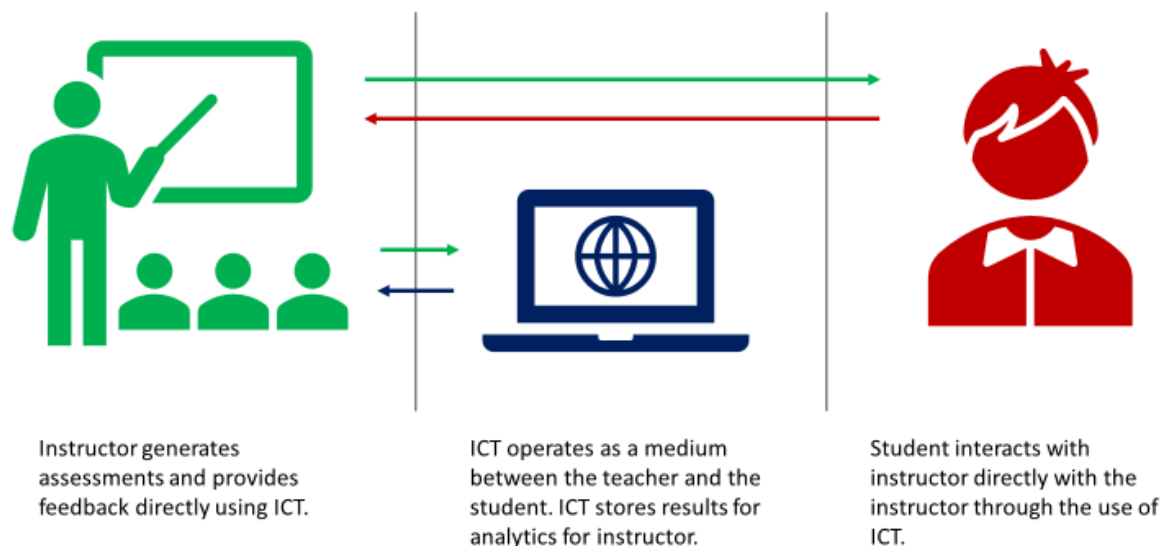 Instructor generates
assessments and provides
feedback directly using ICT.
ICT operates as a medium
between the teacher and the
student. ICT stores results for
analytics for instructor.
Student interacts with
instructor directly with the
instructor through the use of
ICT.